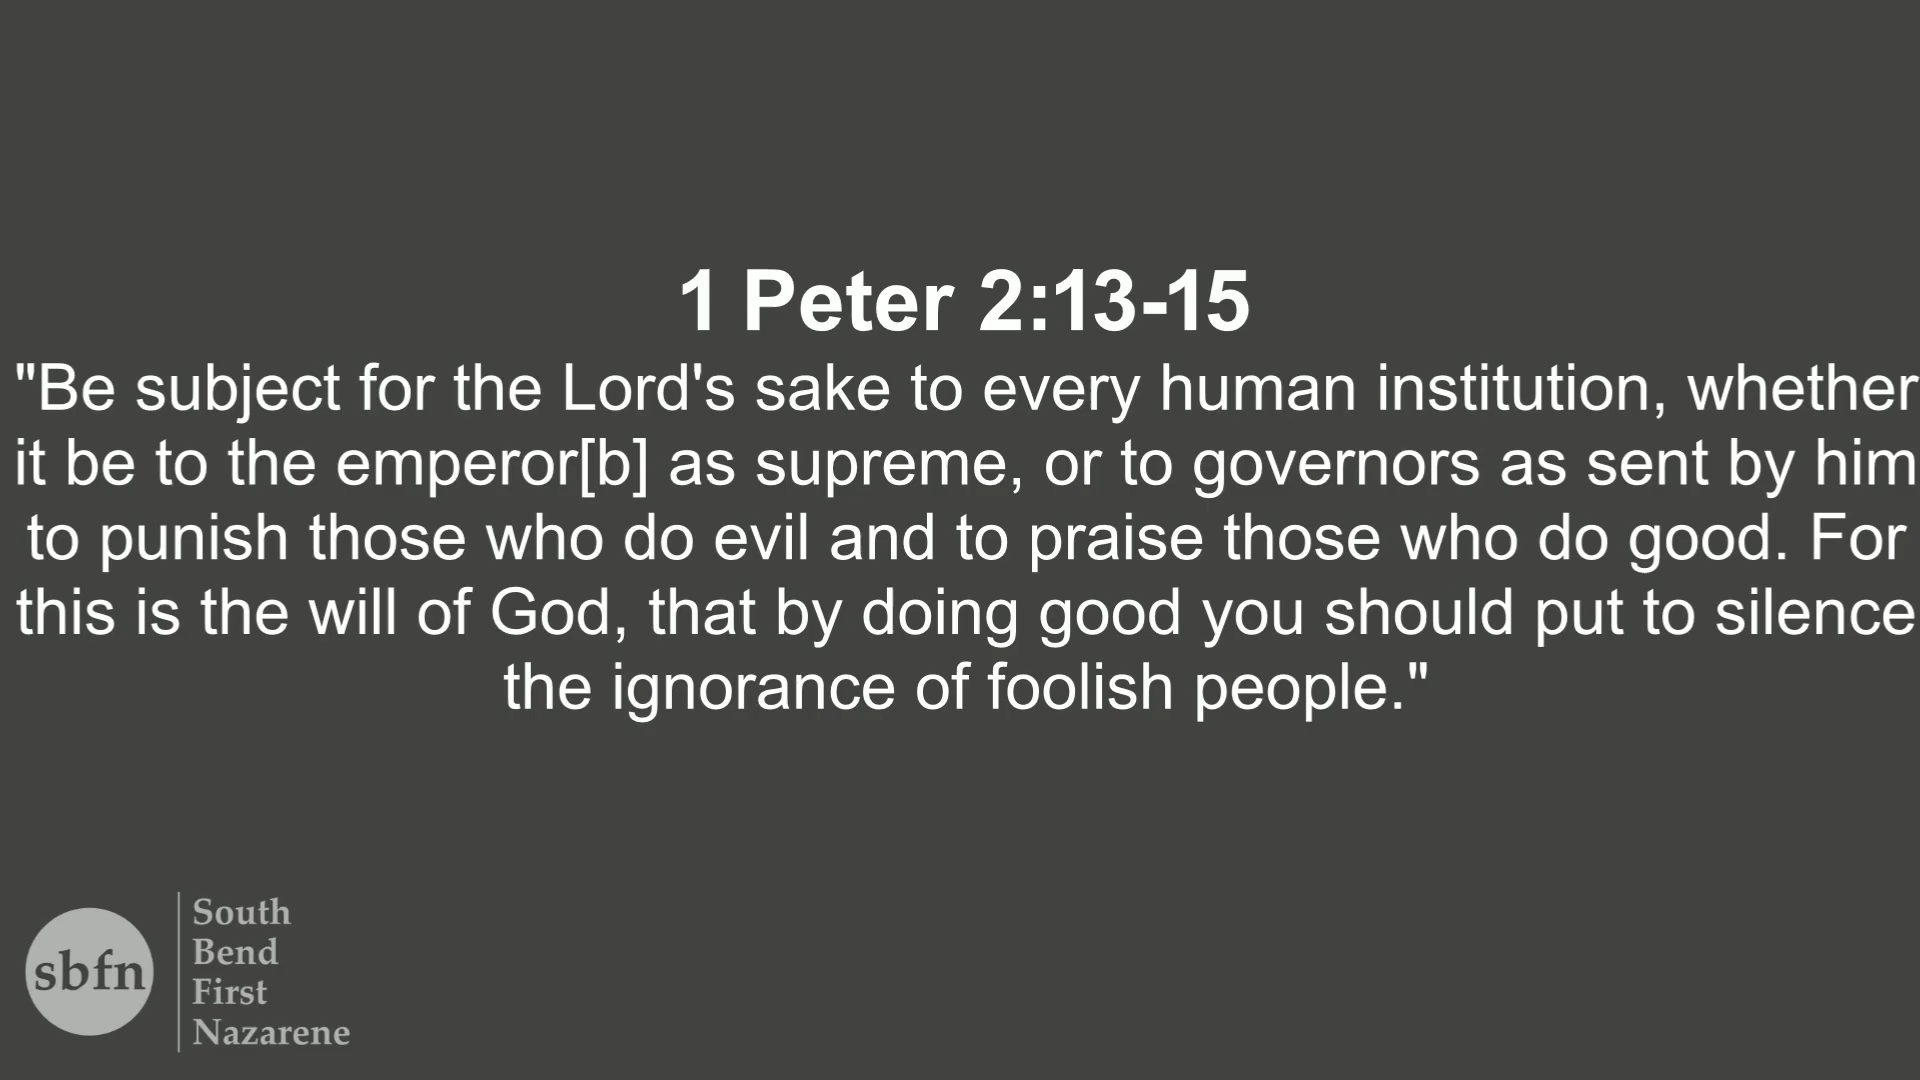 1 Peter 2:13-15
"Be subject for the Lord's sake to every human institution, whether
it be to the emperor[b] as supreme, or to governors as sent by him
to punish those who do evil and to praise those who do good. For
this is the will of God, that by doing good you should put to silence
the ignorance of foolish people."
sbfn
South
Bend
First
Nazarene